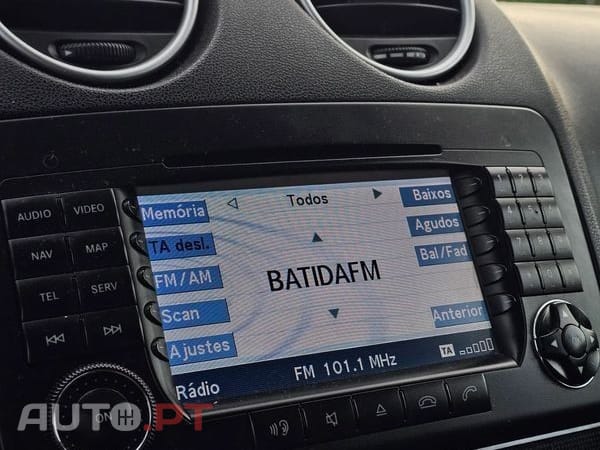 AUDIO VIDEO
NAV MAP
TEL SERV
ON
Memória
TA desl.
FM/AM
Scan
Ajustes
Rádio
Todos
BATIDAFM
FM 101.1 MHz
TA
Baixos
Agudos
Bal/Fad
Anterior
AUTO.PT